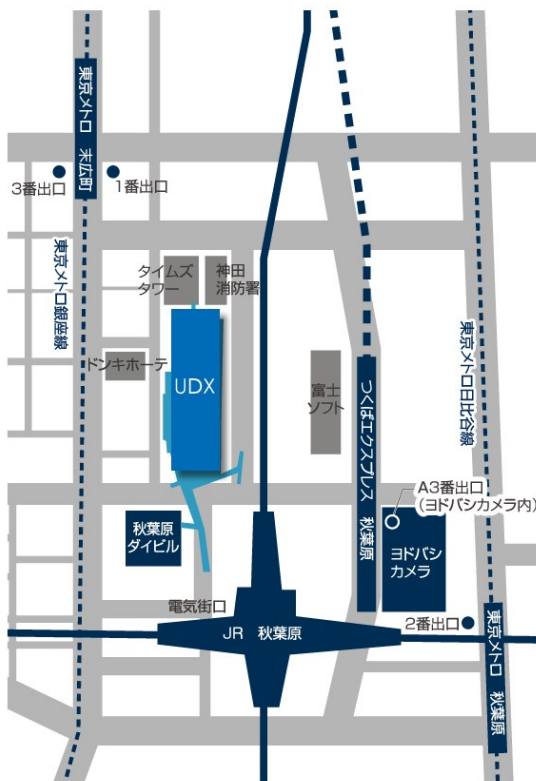 東京メトロ 末広町
3番出口
1番出口
東京メトロ銀座線
タイムズ
タワー
神田
消防署
ドンキホーテ
UDX
富士
ソフト
つくばエクスプレス 秋葉原
東京メトロ日比谷線
A3番出口
(ヨドバシカメラ内)
秋葉原
ダイビル
ヨドバシ
カメラ
電気街口
JR 秋葉原
2番出口
東京メトロ 秋葉原